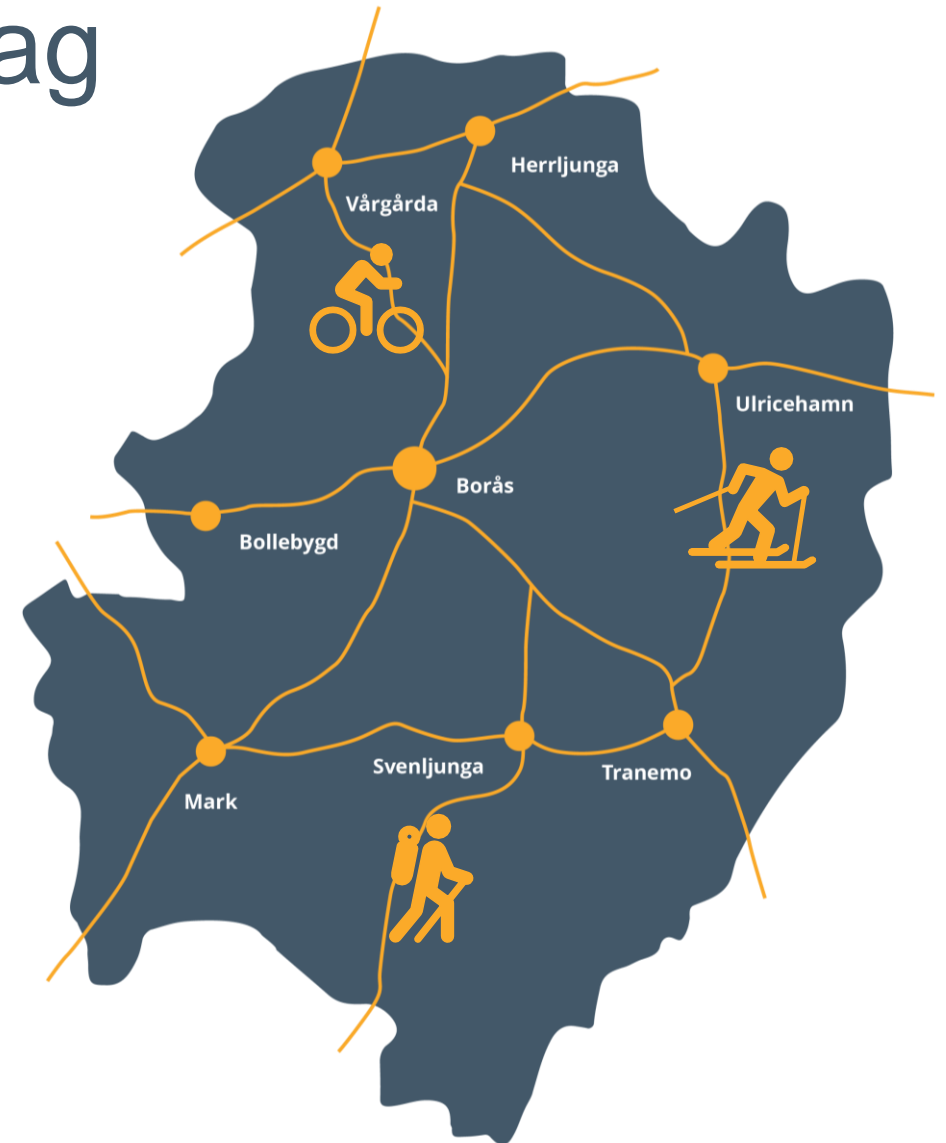 ag
Herrljunga
Vårgårda
Ulricehamn
Borås
Bollebygd
Svenljunga
Tranemo
Mark